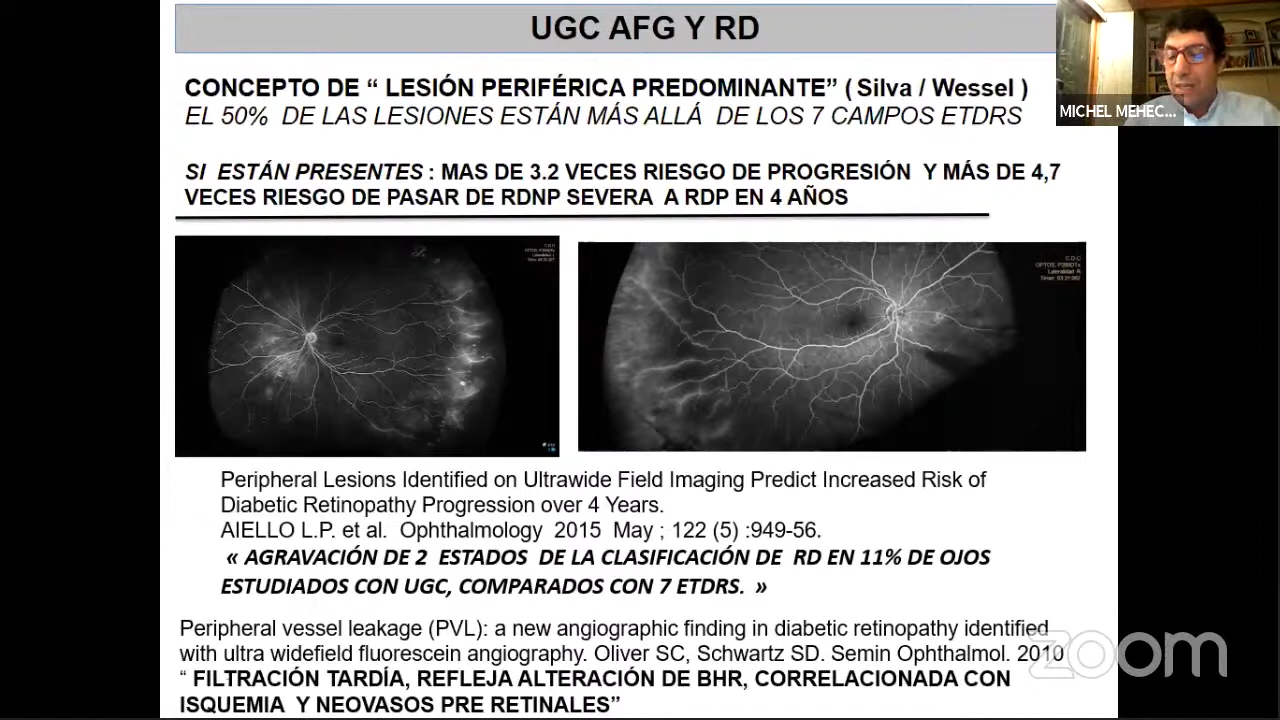 UGC AFG Y RD
MICHEL MEHEC...
CONCEPTO DE “ LESIÓN PERIFÉRICA PREDOMINANTE” ( Silva / Wessel )
EL 50% DE LAS LESIONES ESTÁN MÁS ALLÁ DE LOS 7 CAMPOS ETDRS
SI ESTÁN PRESENTES : MAS DE 3.2 VECES RIESGO DE PROGRESIÓN Y MÁS DE 4,7
VECES RIESGO DE PASAR DE RDNP SEVERA A RDP EN 4 AÑOS
Peripheral Lesions Identified on Ultrawide Field Imaging Predict Increased Risk of
Diabetic Retinopathy Progression over 4 Years.
AIELLO L.P. et al. Ophthalmology 2015 May ; 122 (5) :949-56.
« AGRAVACIÓN DE 2 ESTADOS DE LA CLASIFICACIÓN DE RD EN 11% DE OJOS
ESTUDIADOS CON UGC, COMPARADOS CON 7 ETDRS. »
Peripheral vessel leakage (PVL): a new angiographic finding in diabetic retinopathy identified
with ultra widefield fluorescein angiography. Oliver SC, Schwartz SD. Semin Ophthalmol. 2010
“ FILTRACIÓN TARDÍA, REFLEJA ALTERACIÓN DE BHR, CORRELACIONADA CON
ISQUEMIA Y NEOVASOS PRE RETINALES”
zoom